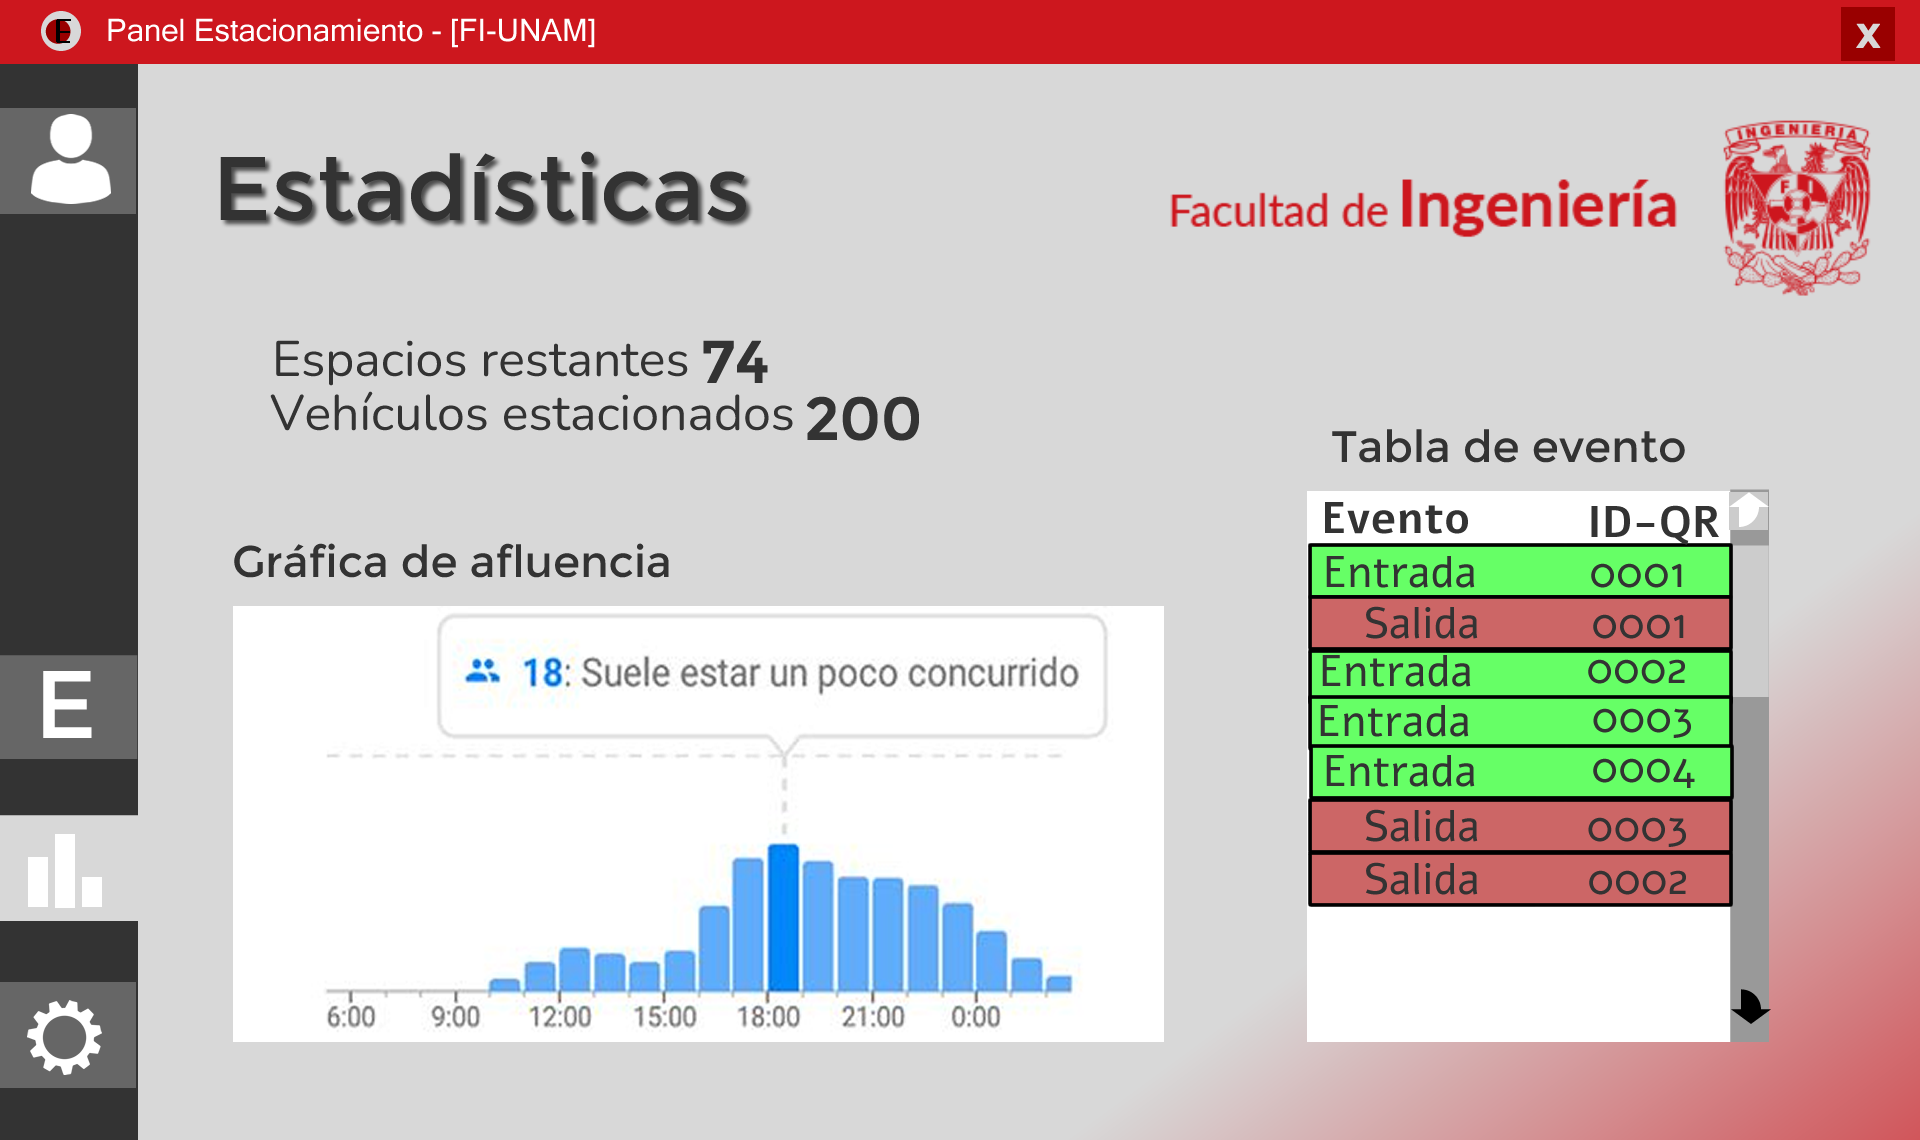 E Panel Estacionamiento - [FI-UNAM] x
Estadísticas
Facultad de Ingeniería
INGENIERIA
F I
Espacios restantes 74
Vehículos estacionados 200
Tabla de evento
Evento ID-QR
Entrada 0001
Salida 0001
Entrada 0002
Entrada 0003
Entrada 0004
Salida 0003
Salida 0002
Gráfica de afluencia
18: Suele estar un poco concurrido
6:00 9:00 12:00 15:00 18:00 21:00 0:00
E